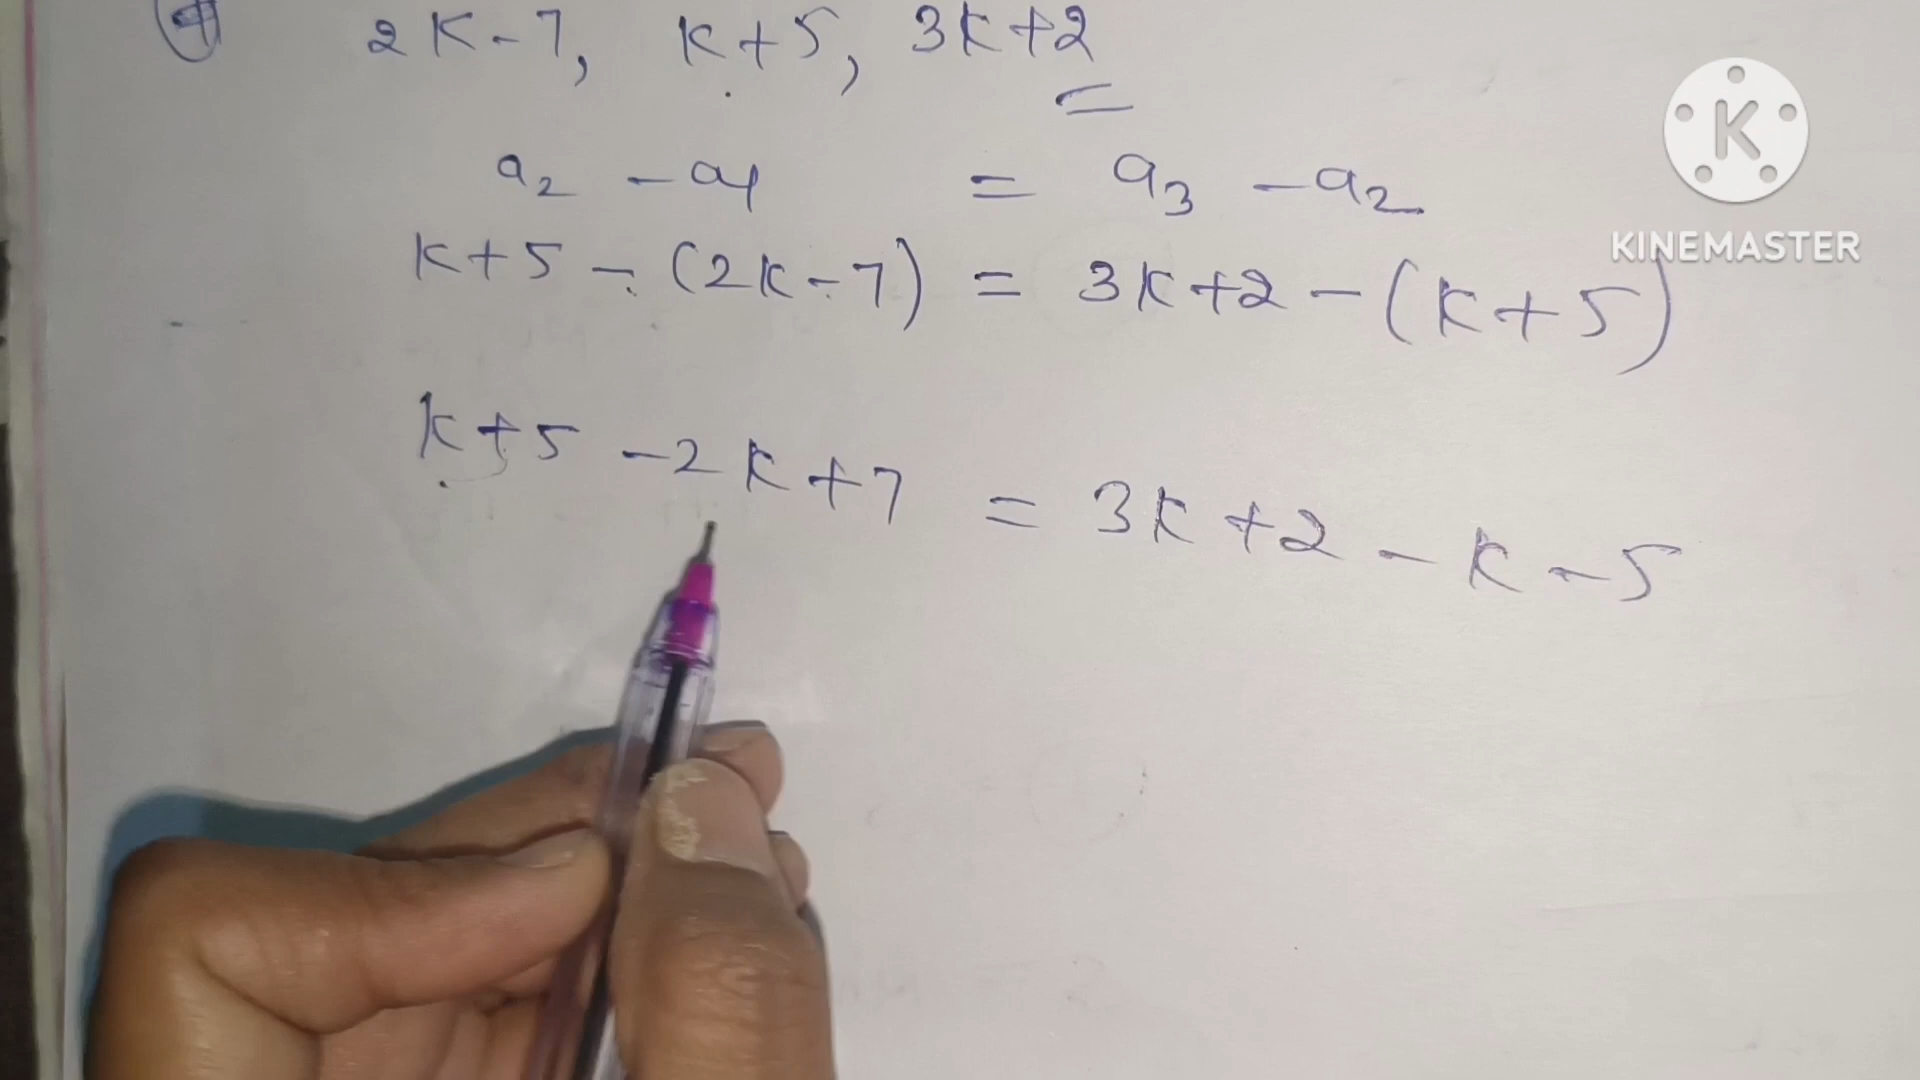 ④ 2K-7, K+5, 3K+2
K
KINEMASTER
a₂ - a₁ = a₃ - a₂
K+5 - (2K-7) = 3K+2 - (K+5)
K+5 -2K+7 = 3K+2 - K - 5